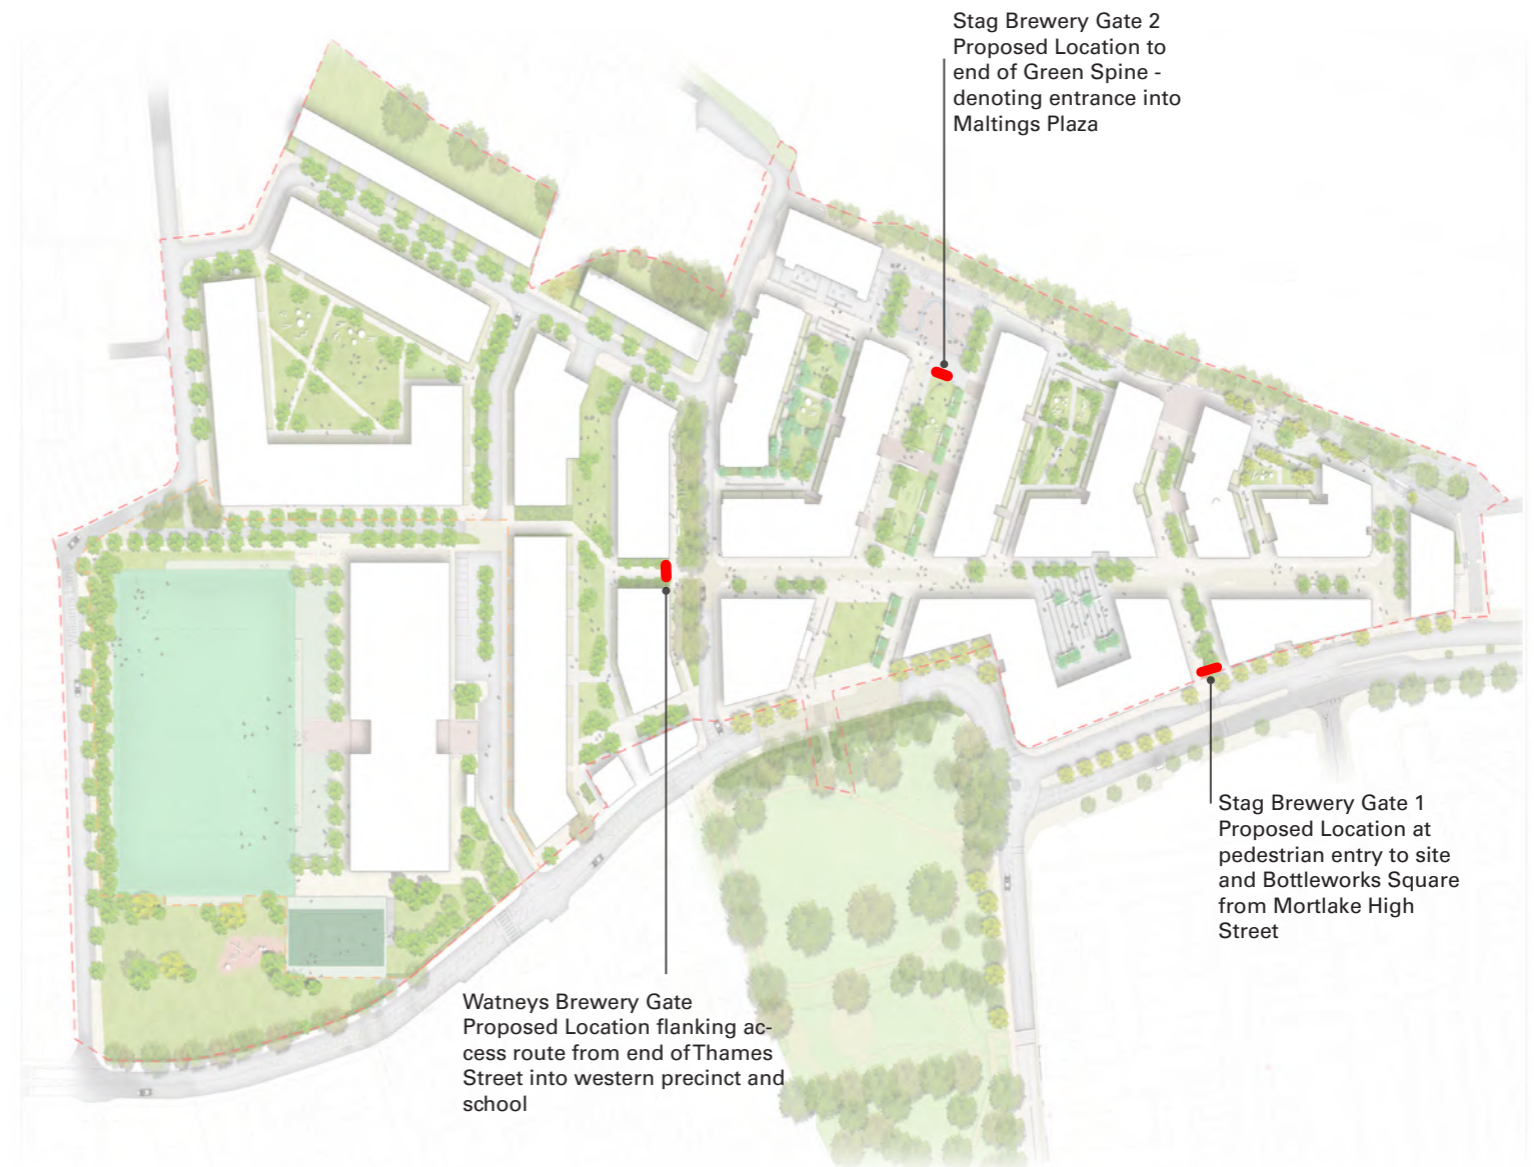 Stag Brewery Gate 2
Proposed Location to
end of Green Spine -
denoting entrance into
Maltings Plaza
Stag Brewery Gate 1
Proposed Location at
pedestrian entry to site
and Bottleworks Square
from Mortlake High
Street
Watneys Brewery Gate
Proposed Location flanking ac-
cess route from end of Thames
Street into western precinct and
school